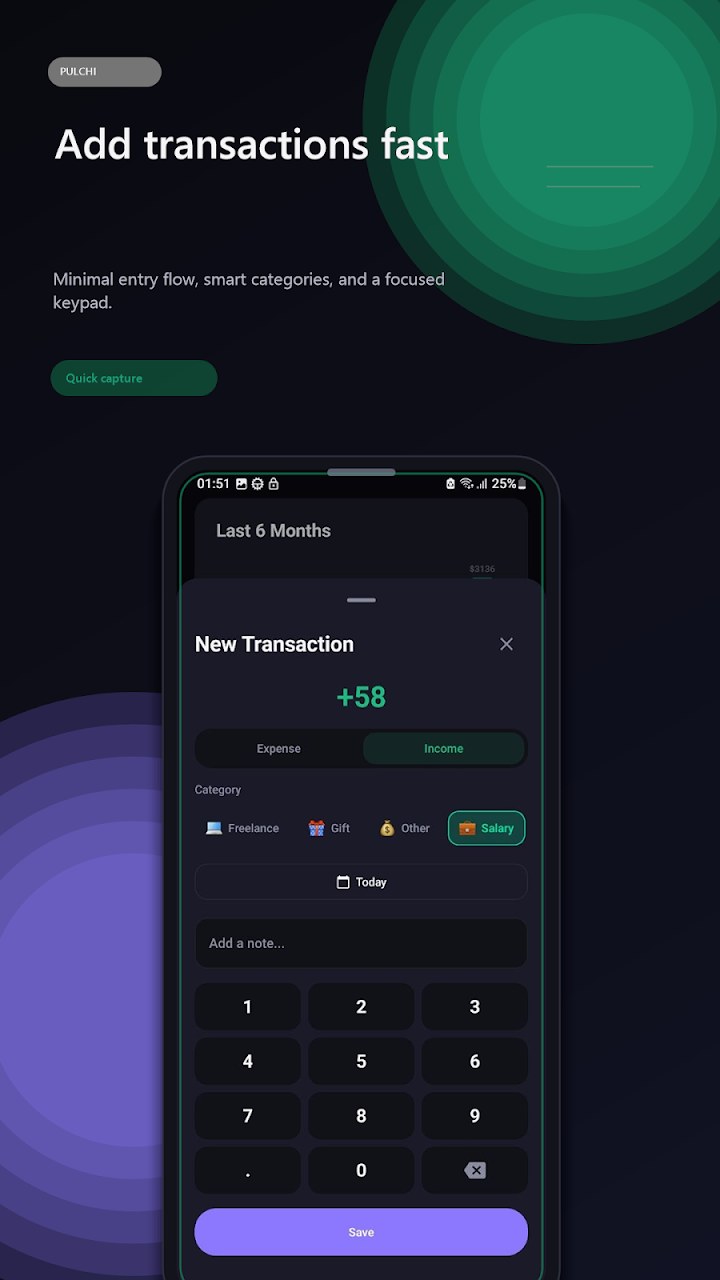 PULCHI
Add transactions fast
Minimal entry flow, smart categories, and a focused
keypad.
Quick capture
01:51 25%
Last 6 Months
$3136
New Transaction
+58
Expense Income
Category
Freelance Gift Other Salary
Today
Add a note...
1 2 3
4 5 6
7 8 9
. 0
Save